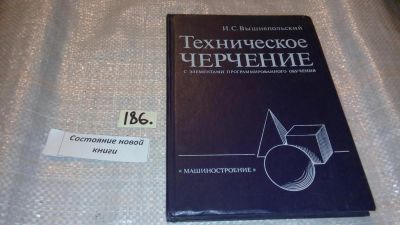 И.С.Вышнепольский
Техническое
ЧЕРЧЕНИЕ
С ЭЛЕМЕНТАМИ ПРОГРАММИРОВАННОГО ОБУЧЕНИЯ
«МАШИНОСТРОЕНИЕ»
186.
Состояние новой
книги